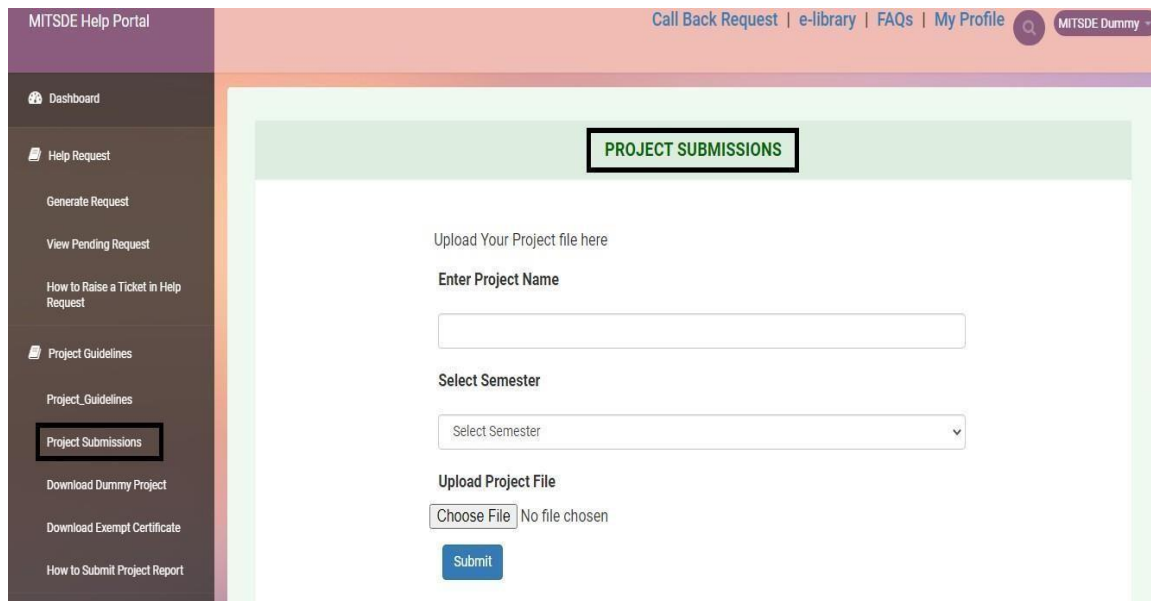 MITSDE Help Portal
Call Back Request | e-library | FAQs | My Profile
MITSDE Dummy
Dashboard
Help Request
Generate Request
View Pending Request
How to Raise a Ticket in Help
Request
Project Guidelines
Project_Guidelines
Project Submissions
Download Dummy Project
Download Exempt Certificate
How to Submit Project Report
PROJECT SUBMISSIONS
Upload Your Project file here
Enter Project Name
Select Semester
Select Semester
Upload Project File
Choose File No file chosen
Submit